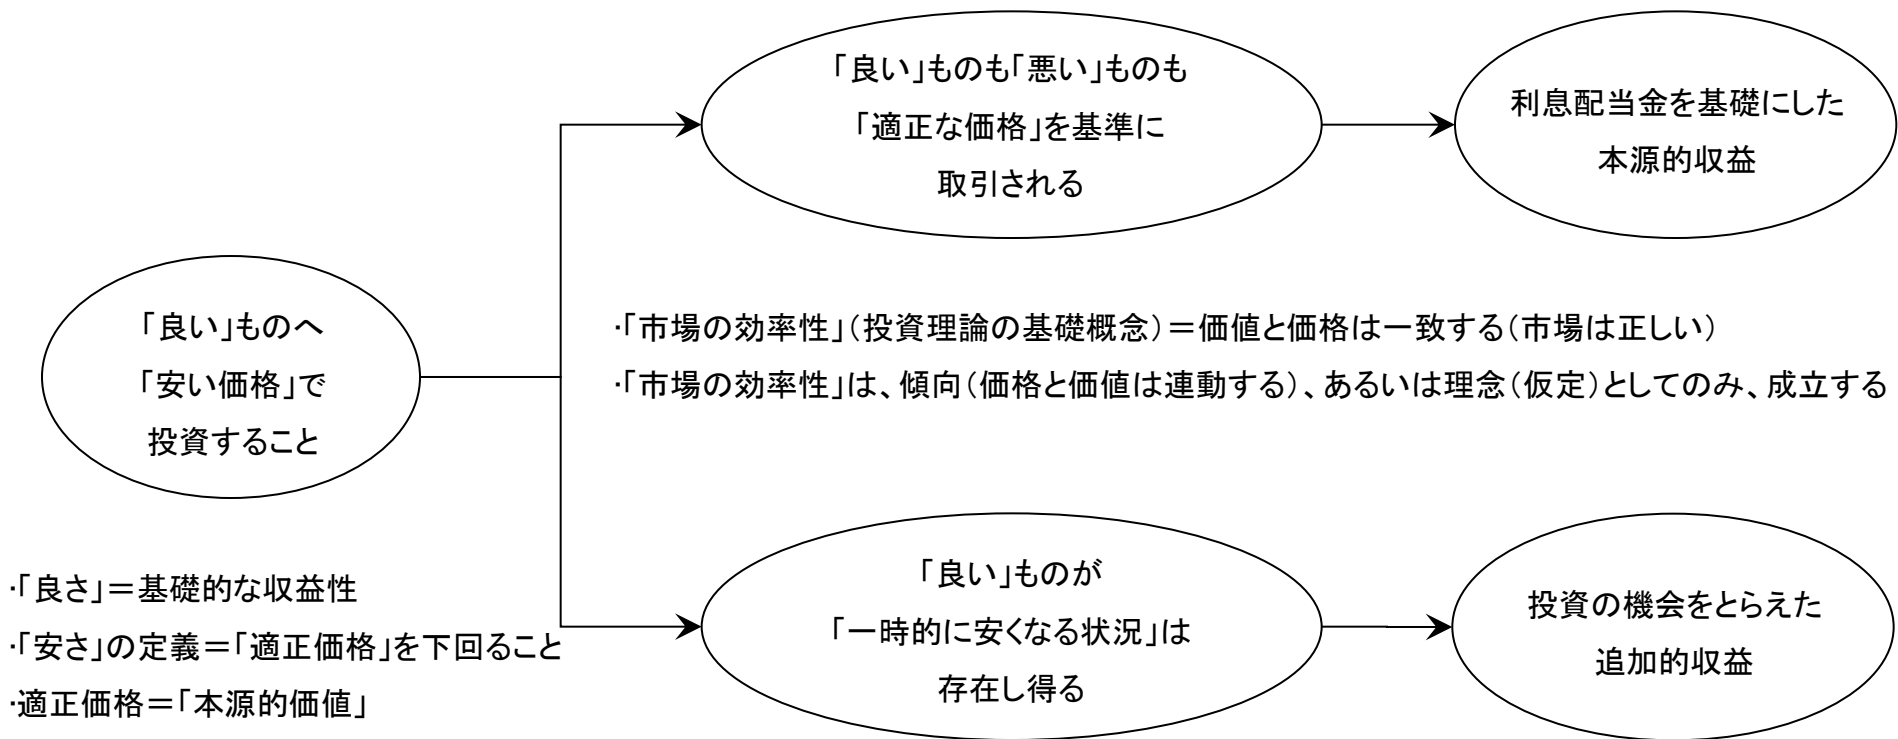 「良い」ものへ
「安い価格」で
投資すること
・「良さ」＝基礎的な収益性
・「安さ」の定義＝「適正価格」を下回ること
・適正価格＝「本源的価値」
「良い」ものも「悪い」ものも
「適正な価格」を基準に
取引される
利息配当金を基礎にした
本源的収益
・「市場の効率性」（投資理論の基礎概念）＝価値と価格は一致する（市場は正しい）
・「市場の効率性」は、傾向（価格と価値は連動する）、あるいは理念（仮定）としてのみ、成立する
「良い」ものが
「一時的に安くなる状況」は
存在し得る
投資の機会をとらえた
追加的収益